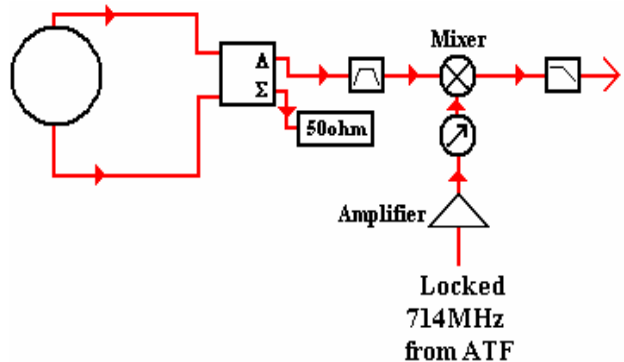 Mixer
Δ
Σ
50ohm
Amplifier
Locked
714MHz
from ATF